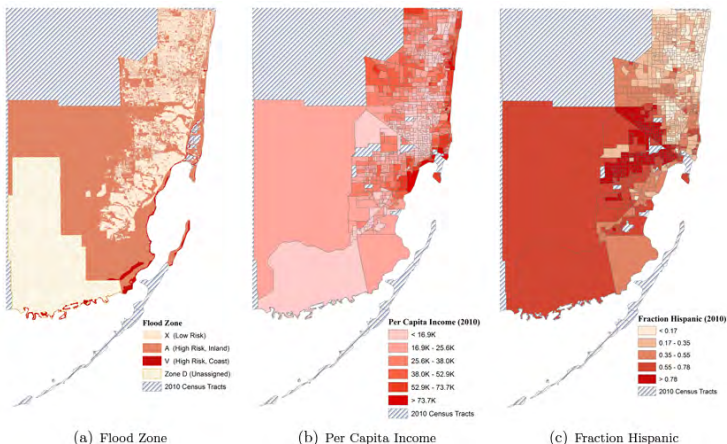 Flood Zone
X (Low Risk)
A (High Risk, Inland)
V (High Risk, Coast)
Zone D (Unassigned)
2010 Census Tracts
(a) Flood Zone
Per Capita Income (2010)
< 16.9K
16.9K - 25.6K
25.6K - 38.0K
38.0K - 52.9K
52.9K - 73.7K
> 73.7K
2010 Census Tracts
(b) Per Capita Income
Fraction Hispanic (2010)
< 0.17
0.17 - 0.35
0.35 - 0.55
0.55 - 0.78
> 0.78
2010 Census Tracts
(c) Fraction Hispanic